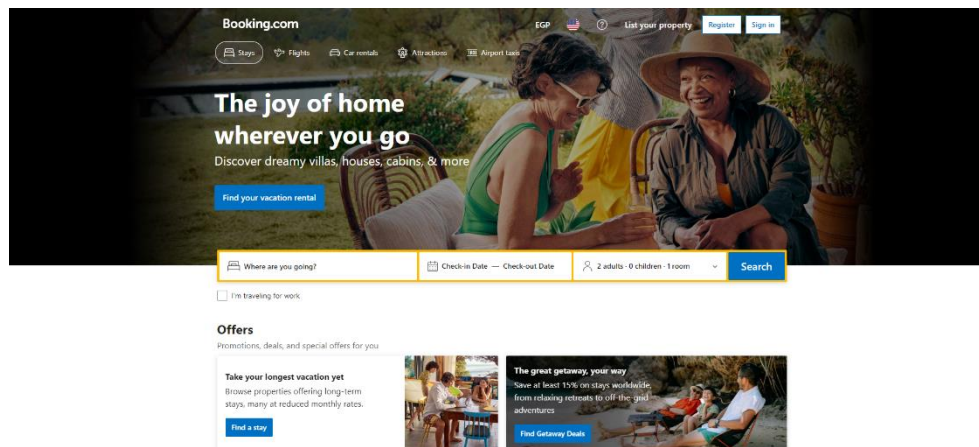 Booking.com
EGP
List your property
Register
Sign in
Stays
Flights
Car rentals
Attractions
Airport taxis
The joy of home
wherever you go
Discover dreamy villas, houses, cabins, & more
Find your vacation rental
Where are you going?
Check-in Date — Check-out Date
2 adults · 0 children · 1 room
Search
I'm traveling for work
Offers
Promotions, deals, and special offers for you
Take your longest vacation yet
Browse properties offering long-term
stays, many at reduced monthly rates.
Find a stay
The great getaway, your way
Save at least 15% on stays worldwide,
from relaxing retreats to off-the-grid
adventures
Find Getaway Deals